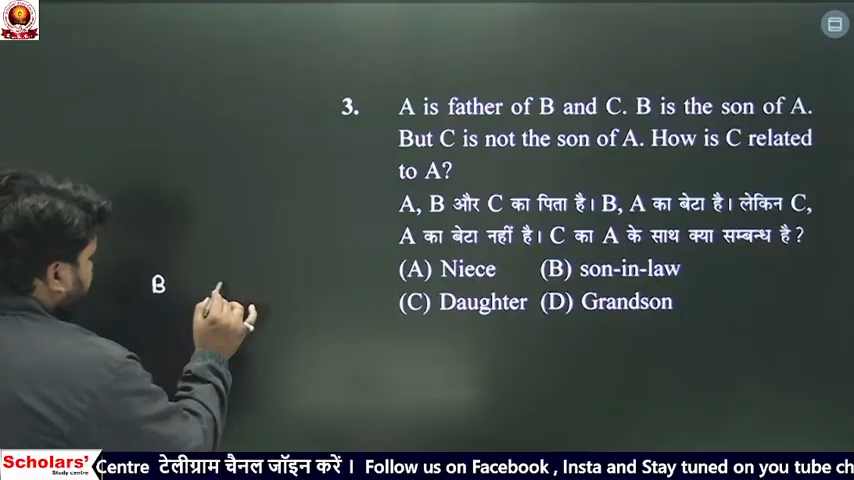 3. A is father of B and C. B is the son of A.
But C is not the son of A. How is C related
to A?
A, B और C का पिता है। B, A का बेटा है। लेकिन C,
A का बेटा नहीं है। C का A के साथ क्या सम्बन्ध है?
(A) Niece (B) son-in-law
(C) Daughter (D) Grandson
B
Scholars'
Study centre
Centre टेलीग्राम चैनल जॉइन करें । Follow us on Facebook , Insta and Stay tuned on you tube ch